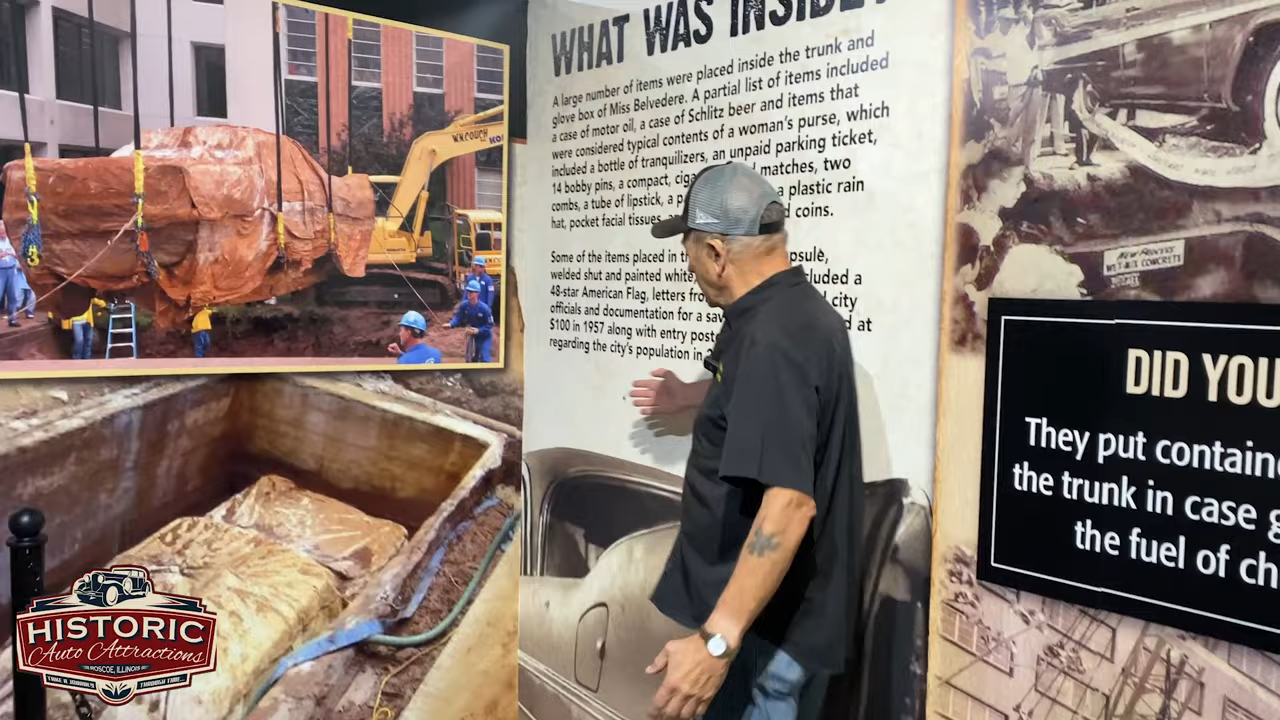 WHAT WAS INSIDE?
A large number of items were placed inside the trunk and
glove box of Miss Belvedere. A partial list of items included
a case of motor oil, a case of Schlitz beer and items that
were considered typical contents of a woman's purse, which
included a bottle of tranquilizers, an unpaid parking ticket,
14 bobby pins, a compact, matches, two
combs, a tube of lipstick, a plastic rain
hat, pocket facial tissues, coins.
Some of the items placed in
welded shut and painted white, a
48-star American Flag, letters city
officials and documentation for a at
$100 in 1957 along with entry
regarding the city's population in
W.N. COUCH
NEW PROCESS
WET-MIX CONCRETE
DID YOU
They put
the trunk in case
the fuel of
HISTORIC
Auto Attractions
ROSCOE, ILLINOIS
TAKE A JOURNEY THROUGH TIME...